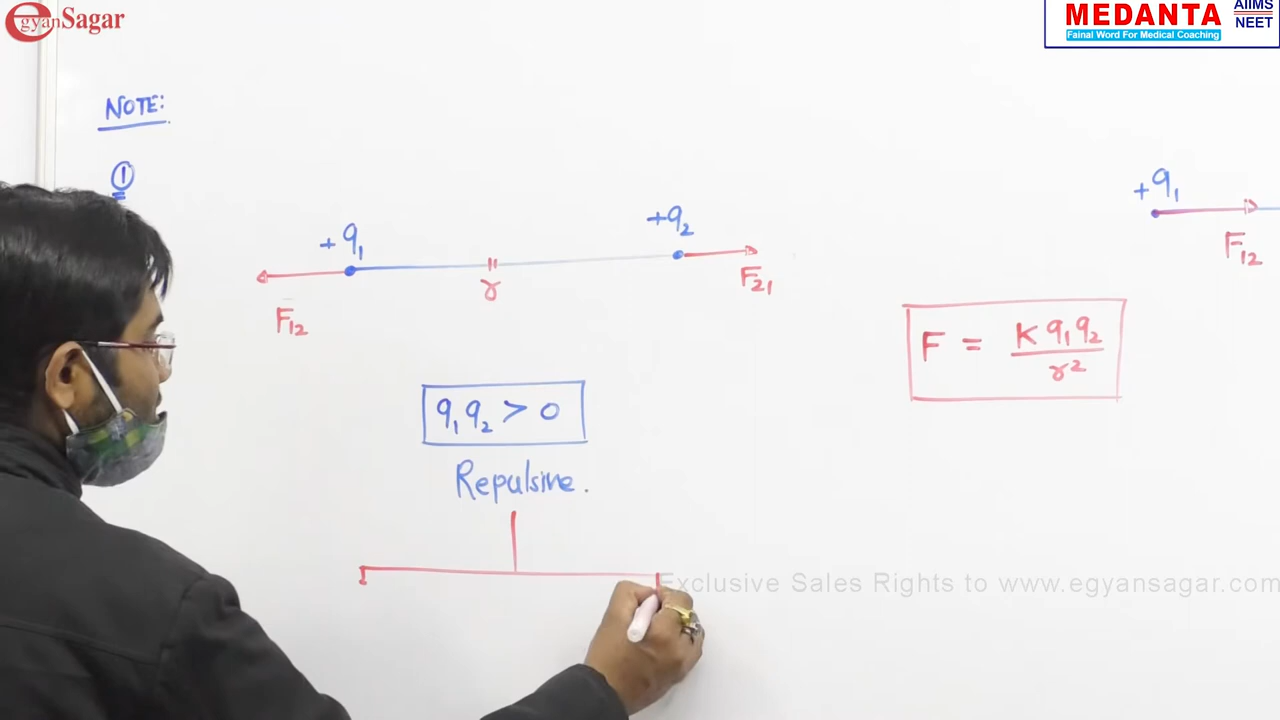 egyanSagar
MEDANTA
AIIMS
NEET
Fainal Word For Medical Coaching
NOTE:
①
+q₁
+q₂
r
F₁₂
F₂₁
+q₁
F₁₂
F = K q₁q₂ / r²
q₁q₂ > 0
Repulsive.
Exclusive Sales Rights to www.egyansagar.com